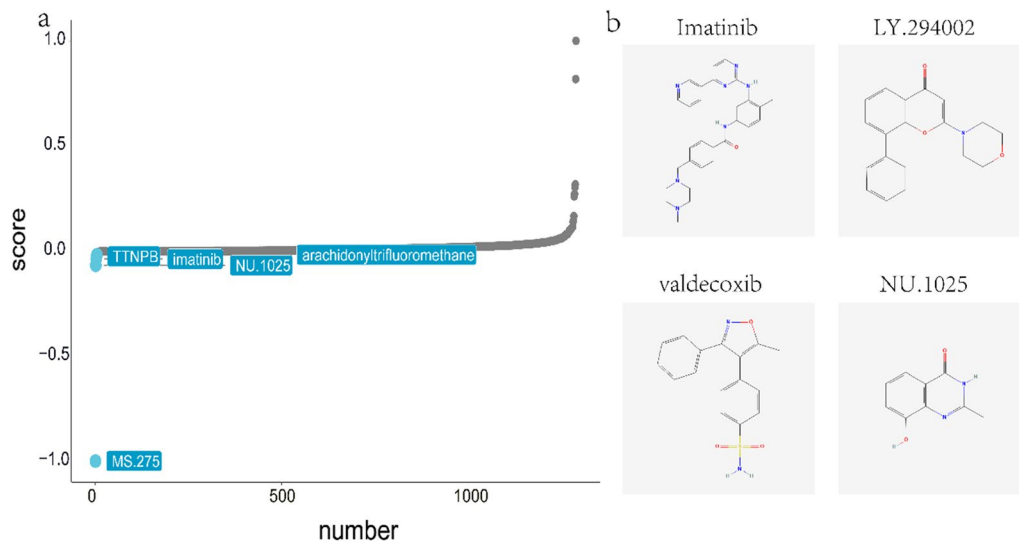 a
b
Imatinib
LY.294002
1.0
0.5
0.0
−0.5
−1.0
score
TTNPB
imatinib
NU.1025
arachidonyltrifluoromethane
MS.275
0
500
1000
number
N
N
N
N
H
H
N
O
N
N
O
O
N
O
valdecoxib
NU.1025
N
O
O
S
O
N
H
H
O
N
H
N
O
H